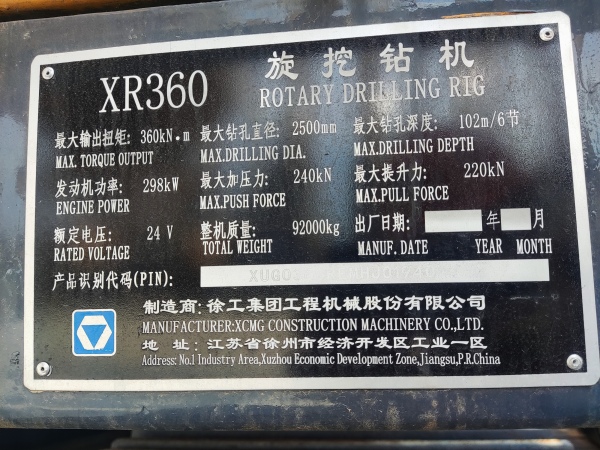 XR360 旋挖钻机
ROTARY DRILLING RIG
最大输出扭矩: 360kN.m 最大钻孔直径: 2500mm 最大钻孔深度: 102m/6节
MAX. TORQUE OUTPUT MAX.DRILLING DIA. MAX.DRILLING DEPTH
发动机功率: 298kW 最大加压力: 240kN 最大提升力: 220kN
ENGINE POWER MAX.PUSH FORCE MAX.PULL FORCE
额定电压: 24 V 整机质量: 92000kg 出厂日期: 年 月
RATED VOLTAGE TOTAL WEIGHT MANUF. DATE YEAR MONTH
产品识别代码(PIN):
制造商: 徐工集团工程机械股份有限公司
MANUFACTURER:XCMG CONSTRUCTION MACHINERY CO.,LTD.
地 址: 江苏省徐州市经济开发区工业一区
Address: No.1 Industry Area,Xuzhou Economic Development Zone,Jiangsu,P.R.China